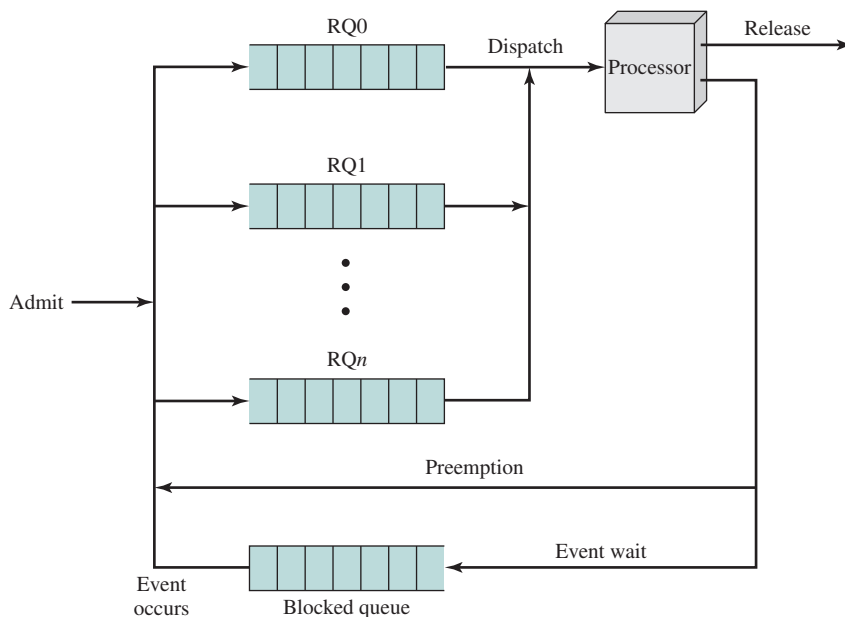 RQ0
Dispatch
Release
Processor
RQ1
Admit
RQn
Preemption
Event wait
Event
occurs
Blocked queue